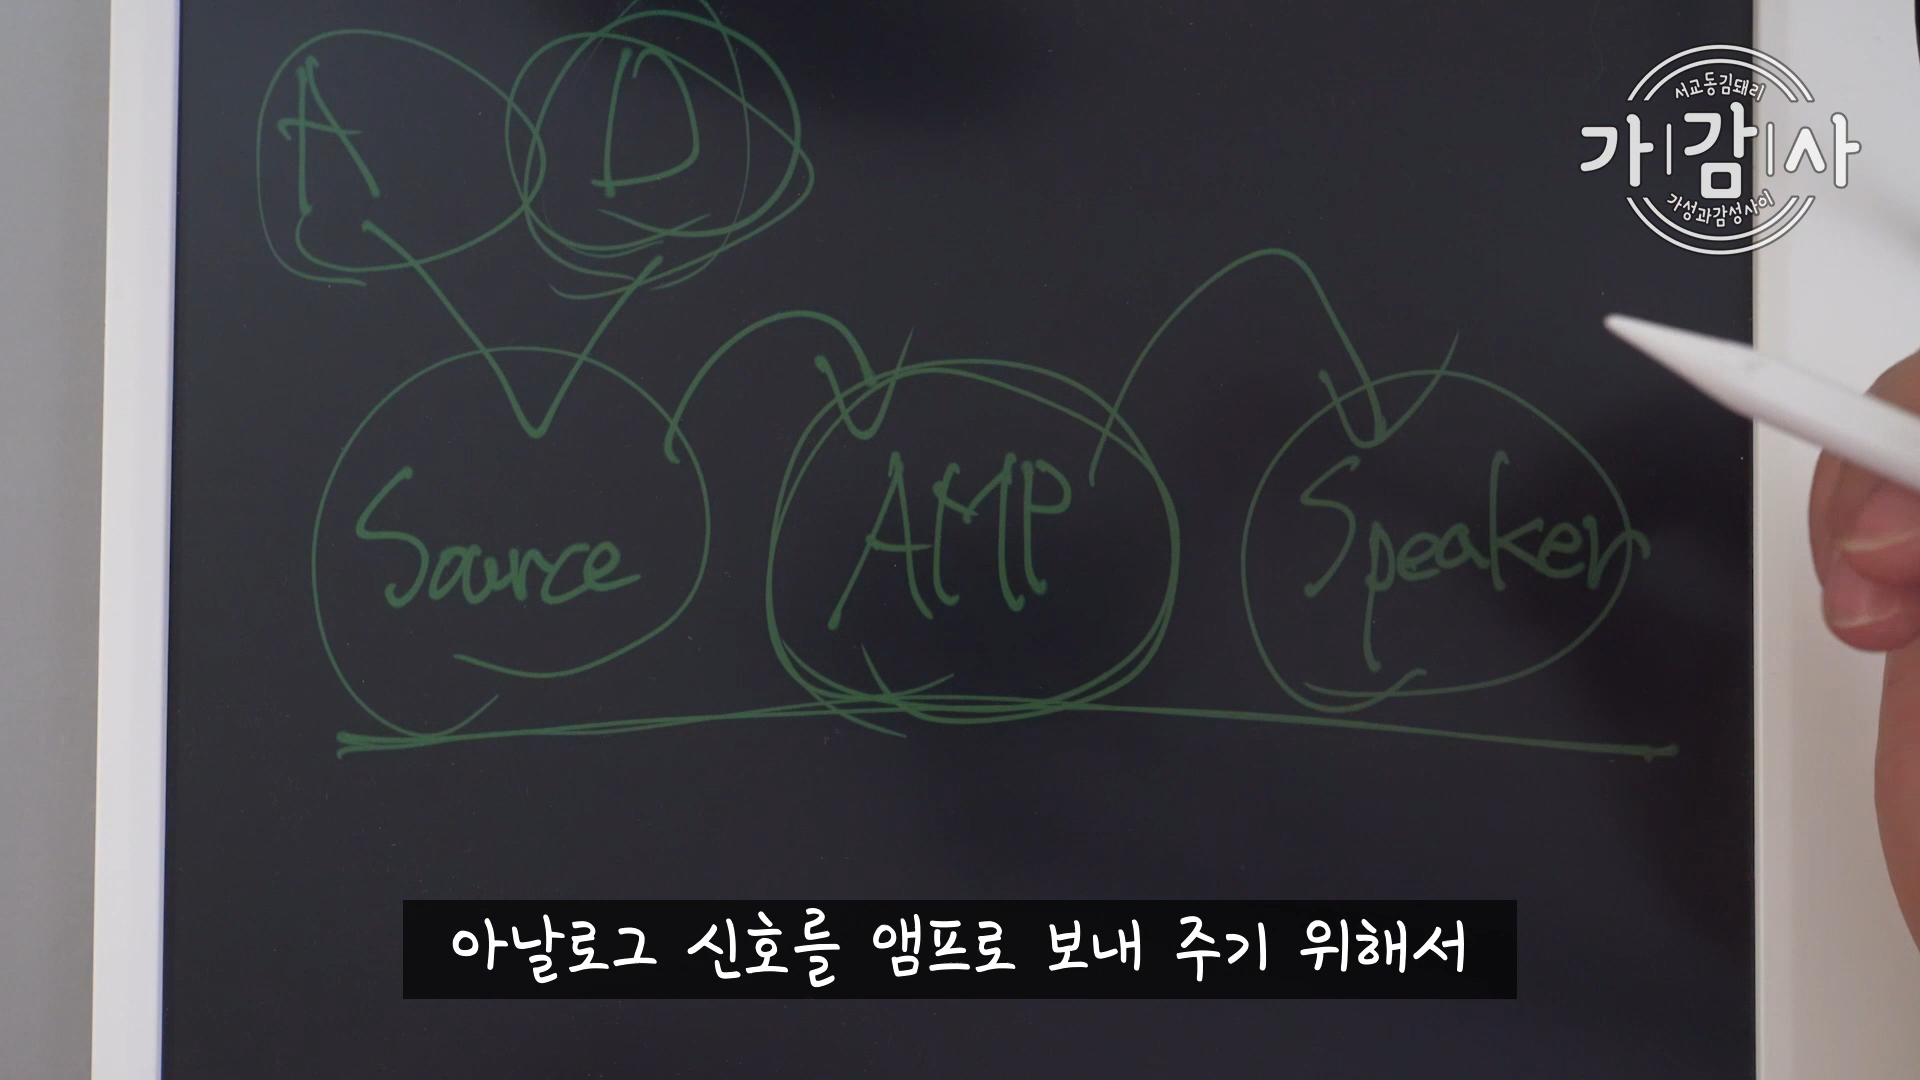 A D
서교동김돼리
가|감|사
가성과감성사이
Source AMP Speaker
아날로그 신호를 앰프로 보내 주기 위해서